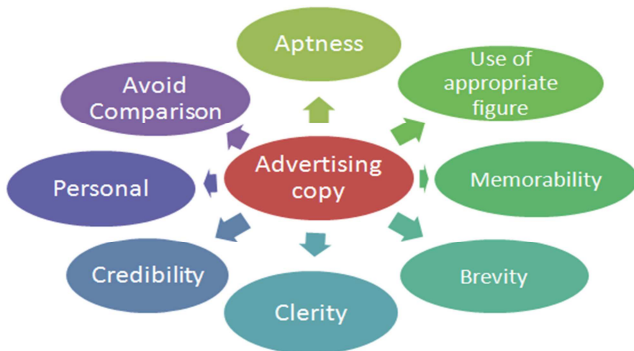 Aptness
Use of
appropriate
figure
Avoid
Comparison
Advertising
copy
Personal
Memorability
Credibility
Brevity
Clerity